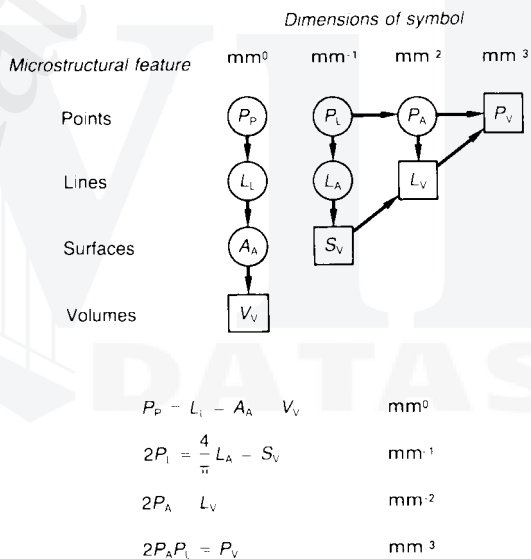 Dimensions of symbol
Microstructural feature mm⁰ mm⁻¹ mm⁻² mm⁻³
Points P_P P_L P_A P_V
Lines L_L L_A L_V
Surfaces A_A S_V
Volumes V_V
DATAS
P_P - L_L - A_A V_V mm⁰
2P_L = 4/π L_A - S_V mm⁻¹
2P_A L_V mm⁻²
2P_A P_L = P_V mm⁻³